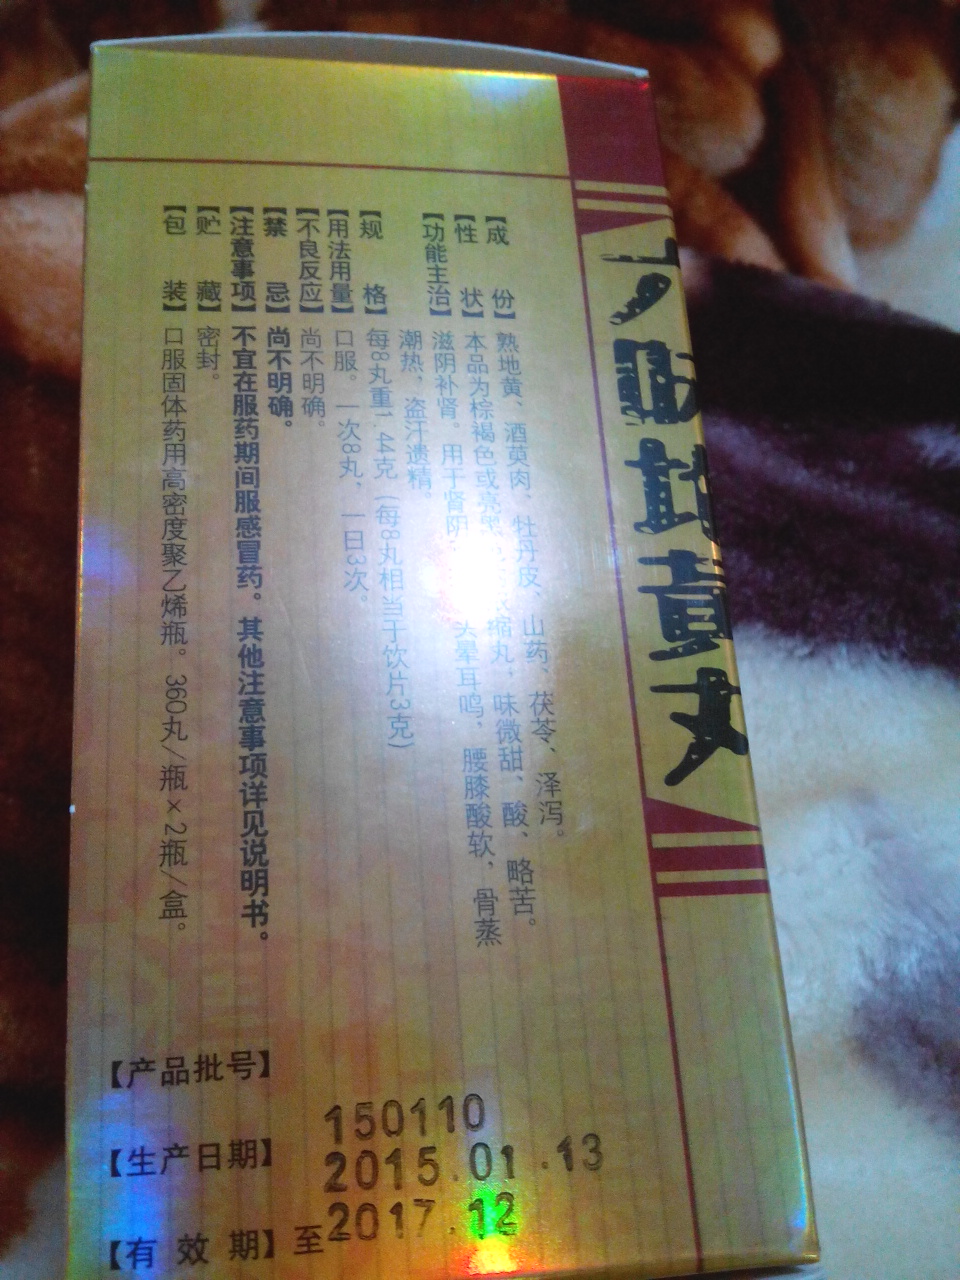 六味地黄丸
【成份】熟地黄、酒萸肉、牡丹皮、山药、茯苓、泽泻。
【性状】本品为棕褐色或亮黑缩丸，味微甜、酸、略苦。
【功能主治】滋阴补肾。用于肾阴头晕耳鸣，腰膝酸软，骨蒸
潮热，盗汗遗精。
【规格】每8丸重1.4克（每8丸相当于饮片3克）
【用法用量】口服。一次8丸，一日3次。
【不良反应】尚不明确。
【禁忌】尚不明确。
【注意事项】不宜在服药期间服感冒药。其他注意事项详见说明书。
【贮藏】密封。
【包装】口服固体药用高密度聚乙烯瓶。360丸/瓶×2瓶/盒。
【产品批号】150110
【生产日期】2015.01.13
【有效期】至2017.12